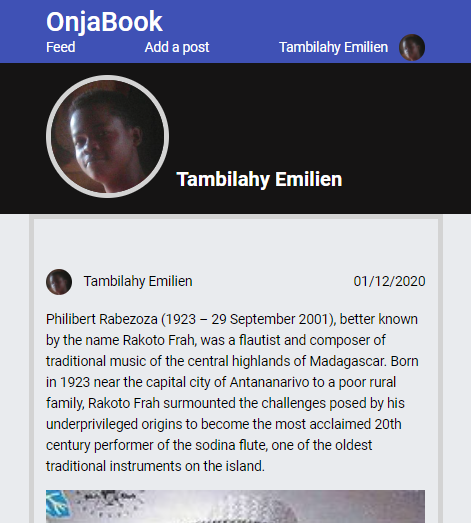 OnjaBook
Feed Add a post Tambilahy Emilien
Tambilahy Emilien
Tambilahy Emilien 01/12/2020
Philibert Rabezoza (1923 – 29 September 2001), better known
by the name Rakoto Frah, was a flautist and composer of
traditional music of the central highlands of Madagascar. Born
in 1923 near the capital city of Antananarivo to a poor rural
family, Rakoto Frah surmounted the challenges posed by his
underprivileged origins to become the most acclaimed 20th
century performer of the sodina flute, one of the oldest
traditional instruments on the island.